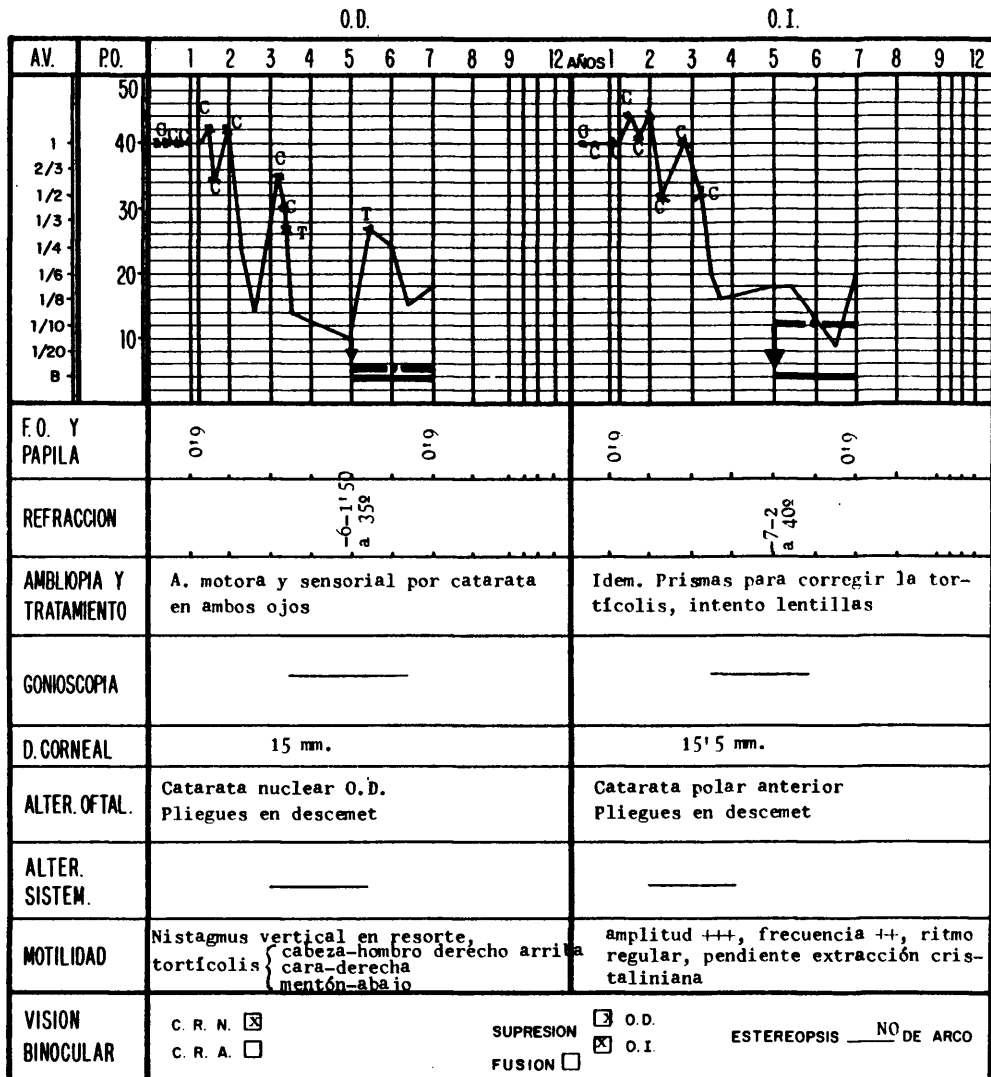 O.D. O.I.
A.V. P.O. 1 2 3 4 5 6 7 9 12 AÑOS 1 2 3 4 5 6 7 8 9 12
50
1 40
2/3
1/2
30
1/3
1/4
1/6 20
1/8
1/10 10
1/20
B
C C C C C C T T
C C C C C C C
F.O. Y
PAPILA
0'9 0'9 0'9 0'9
REFRACCION
-6-1'50
a 35º
-7-2
a 40º
AMBLIOPIA Y
TRATAMIENTO
A. motora y sensorial por catarata
en ambos ojos
Idem. Prismas para corregir la tor-
tícolis, intento lentillas
GONIOSCOPIA
D. CORNEAL 15 mm. 15'5 mm.
ALTER. OFTAL.
Catarata nuclear O.D.
Pliegues en descemet
Catarata polar anterior
Pliegues en descemet
ALTER.
SISTEM.
MOTILIDAD
Nistagmus vertical en resorte,
tortícolis { cabeza-hombro derecho arriba
cara-derecha
mentón-abajo
amplitud +++, frecuencia ++, ritmo
regular, pendiente extracción cris-
taliniana
VISION
BINOCULAR
C. R. N. X
C. R. A.
SUPRESION X O.D.
X O.I.
FUSION
ESTEREOPSIS NO DE ARCO